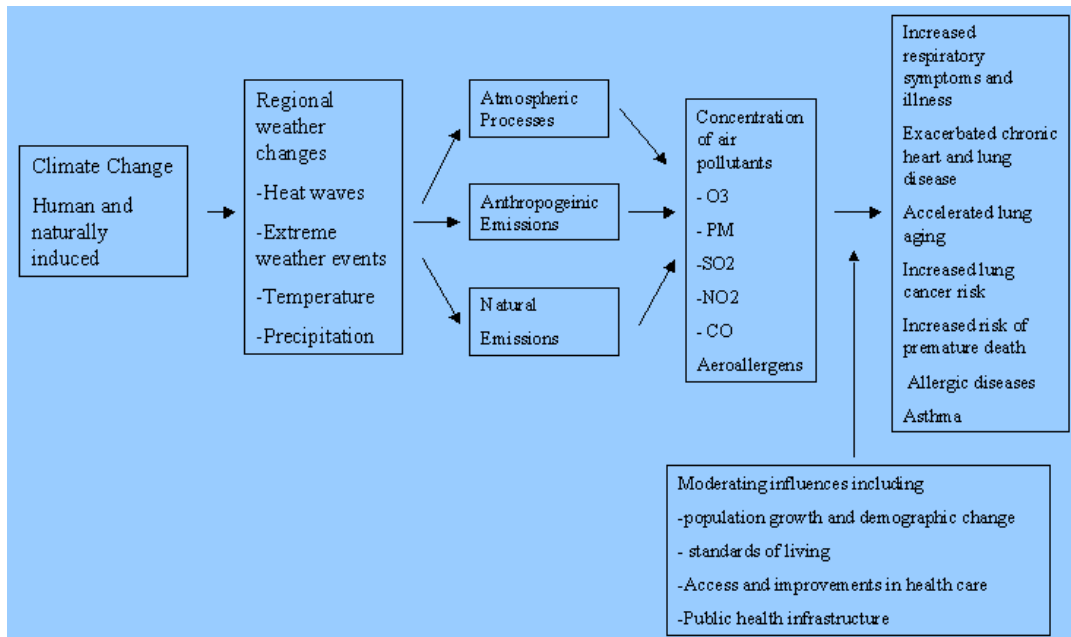 Climate Change
Human and
naturally
induced
Regional
weather
changes
-Heat waves
-Extreme
weather events
-Temperature
-Precipitation
Atmospheric
Processes
Anthropogeinic
Emissions
Natural
Emissions
Concentration
of air
pollutants
- O3
- PM
-SO2
-NO2
- CO
Aeroallergens
Increased
respiratory
symptoms and
illness
Exacerbated chronic
heart and lung
disease
Accelerated lung
aging
Increased lung
cancer risk
Increased risk of
premature death
Allergic diseases
Asthma
Moderating influences including
-population growth and demographic change
- standards of living
-Access and improvements in health care
-Public health infrastructure